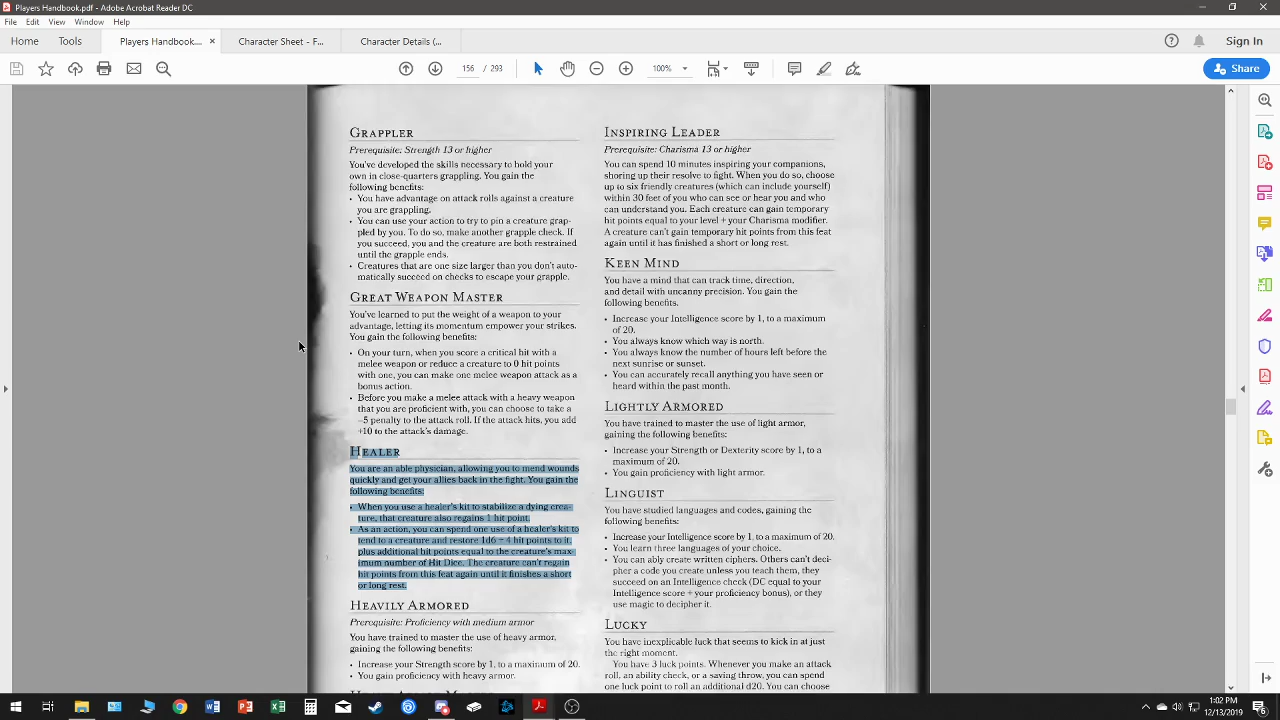 Players Handbook.pdf - Adobe Acrobat Reader DC
File Edit View Window Help
Home Tools Players Handbook.... × Character Sheet - F... Character Details (... Sign In
156 / 293 100% Share
GRAPPLER
Prerequisite: Strength 13 or higher
You've developed the skills necessary to hold your
own in close-quarters grappling. You gain the
following benefits:
• You have advantage on attack rolls against a creature
you are grappling.
• You can use your action to try to pin a creature grap-
pled by you. To do so, make another grapple check. If
you succeed, you and the creature are both restrained
until the grapple ends.
• Creatures that are one size larger than you don't auto-
matically succeed on checks to escape your grapple.
GREAT WEAPON MASTER
You've learned to put the weight of a weapon to your
advantage, letting its momentum empower your strikes.
You gain the following benefits:
• On your turn, when you score a critical hit with a
melee weapon or reduce a creature to 0 hit points
with one, you can make one melee weapon attack as a
bonus action.
• Before you make a melee attack with a heavy weapon
that you are proficient with, you can choose to take a
–5 penalty to the attack roll. If the attack hits, you add
+10 to the attack's damage.
HEALER
You are an able physician, allowing you to mend wounds
quickly and get your allies back in the fight. You gain the
following benefits:
• When you use a healer's kit to stabilize a dying crea-
ture, that creature also regains 1 hit point.
• As an action, you can spend one use of a healer's kit to
tend to a creature and restore 1d6 + 4 hit points to it,
plus additional hit points equal to the creature's max-
imum number of Hit Dice. The creature can't regain
hit points from this feat again until it finishes a short
or long rest.
HEAVILY ARMORED
Prerequisite: Proficiency with medium armor
You have trained to master the use of heavy armor,
gaining the following benefits:
• Increase your Strength score by 1, to a maximum of 20.
• You gain proficiency with heavy armor.
INSPIRING LEADER
Prerequisite: Charisma 13 or higher
You can spend 10 minutes inspiring your companions,
shoring up their resolve to fight. When you do so, choose
up to six friendly creatures (which can include yourself)
within 30 feet of you who can see or hear you and who
can understand you. Each creature can gain temporary
hit points equal to your level + your Charisma modifier.
A creature can't gain temporary hit points from this feat
again until it has finished a short or long rest.
KEEN MIND
You have a mind that can track time, direction,
and detail with uncanny precision. You gain the
following benefits.
• Increase your Intelligence score by 1, to a maximum
of 20.
• You always know which way is north.
• You always know the number of hours left before the
next sunrise or sunset.
• You can accurately recall anything you have seen or
heard within the past month.
LIGHTLY ARMORED
You have trained to master the use of light armor,
gaining the following benefits:
• Increase your Strength or Dexterity score by 1, to a
maximum of 20.
• You gain proficiency with light armor.
LINGUIST
You have studied languages and codes, gaining the
following benefits:
• Increase your Intelligence score by 1, to a maximum of 20.
• You learn three languages of your choice.
• You can ably create written ciphers. Others can't deci-
pher a code you create unless you teach them, they
succeed on an Intelligence check (DC equal to your
Intelligence score + your proficiency bonus), or they
use magic to decipher it.
LUCKY
You have inexplicable luck that seems to kick in at just
the right moment.
You have 3 luck points. Whenever you make an attack
roll, an ability check, or a saving throw, you can spend
one luck point to roll an additional d20. You can choose
1:02 PM
12/13/2019